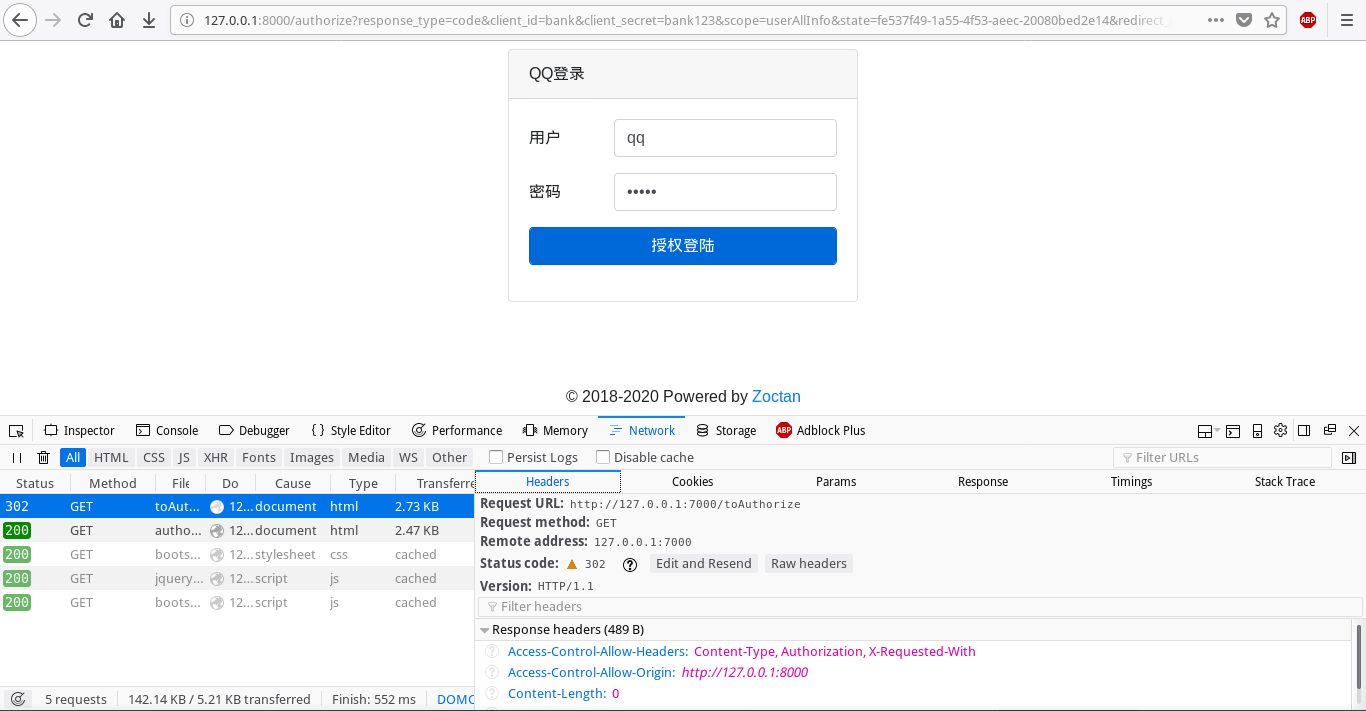 127.0.0.1:8000/authorize?response_type=code&client_id=bank&client_secret=bank123&scope=userAllInfo&state=fe537f49-1a55-4f53-aeec-20080bed2e14&redirect_
ABP
QQ登录
用户 qq
密码 •••••
授权登陆
© 2018-2020 Powered by Zoctan
Inspector Console Debugger {} Style Editor Performance Memory Network Storage ABP Adblock Plus
All HTML CSS JS XHR Fonts Images Media WS Other Persist Logs Disable cache Filter URLs
Status Method File Do Cause Type Transferre
Headers Cookies Params Response Timings Stack Trace
302 GET toAut... 12... document html 2.73 KB
200 GET autho... 12... document html 2.47 KB
200 GET boots... 12... stylesheet css cached
200 GET jquery... 12... script js cached
200 GET boots... 12... script js cached
Request URL: http://127.0.0.1:7000/toAuthorize
Request method: GET
Remote address: 127.0.0.1:7000
Status code: 302 ? Edit and Resend Raw headers
Version: HTTP/1.1
Filter headers
Response headers (489 B)
? Access-Control-Allow-Headers: Content-Type, Authorization, X-Requested-With
? Access-Control-Allow-Origin: http://127.0.0.1:8000
? Content-Length: 0
5 requests 142.14 KB / 5.21 KB transferred Finish: 552 ms DOMC